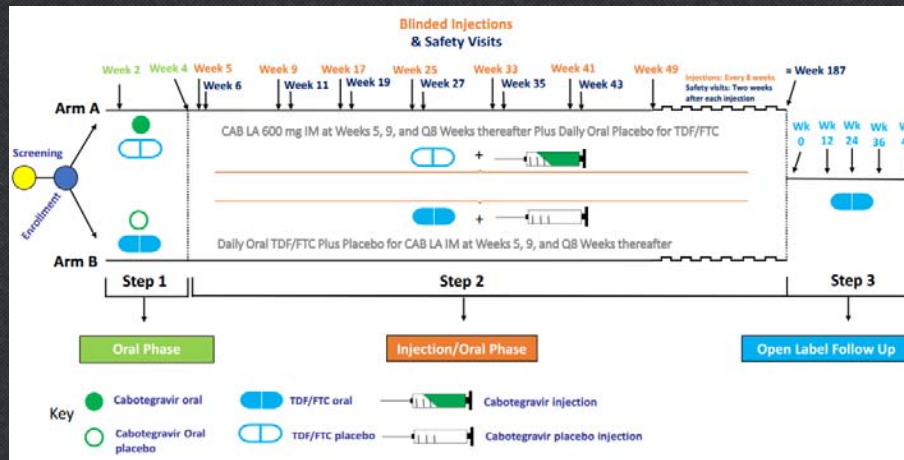 Blinded Injections
& Safety Visits
Week 2
Week 4
Week 5
Week 6
Week 9
Week 11
Week 17
Week 19
Week 25
Week 27
Week 33
Week 35
Week 41
Week 43
Week 49
Injections: Every 8 weeks
Safety visits: Two weeks
after each injection
= Week 187
Arm A
CAB LA 600 mg IM at Weeks 5, 9, and Q8 Weeks thereafter Plus Daily Oral Placebo for TDF/FTC
Wk
0
Wk
12
Wk
24
Wk
36
Screening
+
Enrollment
+
Daily Oral TDF/FTC Plus Placebo for CAB LA IM at Weeks 5, 9, and Q8 Weeks thereafter
Arm B
Step 1
Step 2
Step 3
Oral Phase
Injection/Oral Phase
Open Label Follow Up
Key
Cabotegravir oral
TDF/FTC oral
Cabotegravir injection
Cabotegravir Oral
placebo
TDF/FTC placebo
Cabotegravir placebo injection